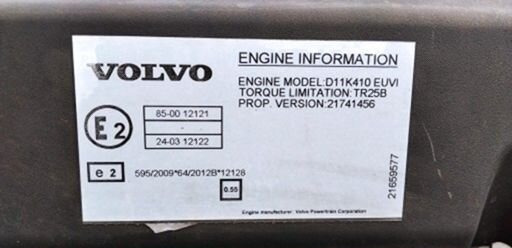 VOLVO
ENGINE INFORMATION
ENGINE MODEL:D11K410 EUVI
TORQUE LIMITATION:TR25B
PROP. VERSION:21741456
E2
85-00 12121
24-03 12122
e 2
595/2009*64/2012B*12128
0.55
21659577
Engine manufacturer: Volvo Powertrain Corporation